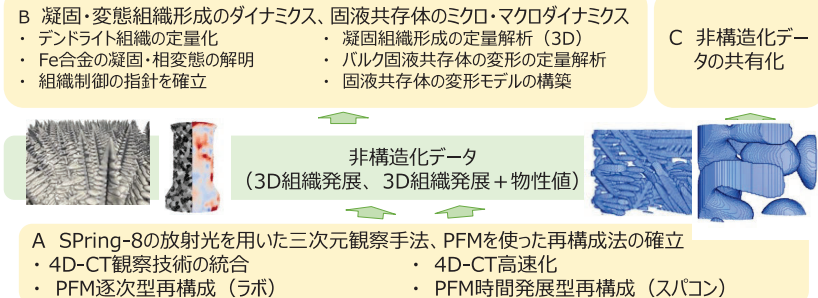 B 凝固・変態組織形成のダイナミクス、固液共存体のミクロ・マクロダイナミクス
・ デンドライト組織の定量化
・ Fe合金の凝固・相変態の解明
・ 組織制御の指針を確立
・ 凝固組織形成の定量解析（3D）
・ バルク固液共存体の変形の定量解析
・ 固液共存体の変形モデルの構築
C 非構造化デー
タの共有化
非構造化データ
（3D組織発展、3D組織発展＋物性値）
A SPring-8の放射光を用いた三次元観察手法、PFMを使った再構成法の確立
・ 4D-CT観察技術の統合
・ PFM逐次型再構成（ラボ）
・ 4D-CT高速化
・ PFM時間発展型再構成（スパコン）